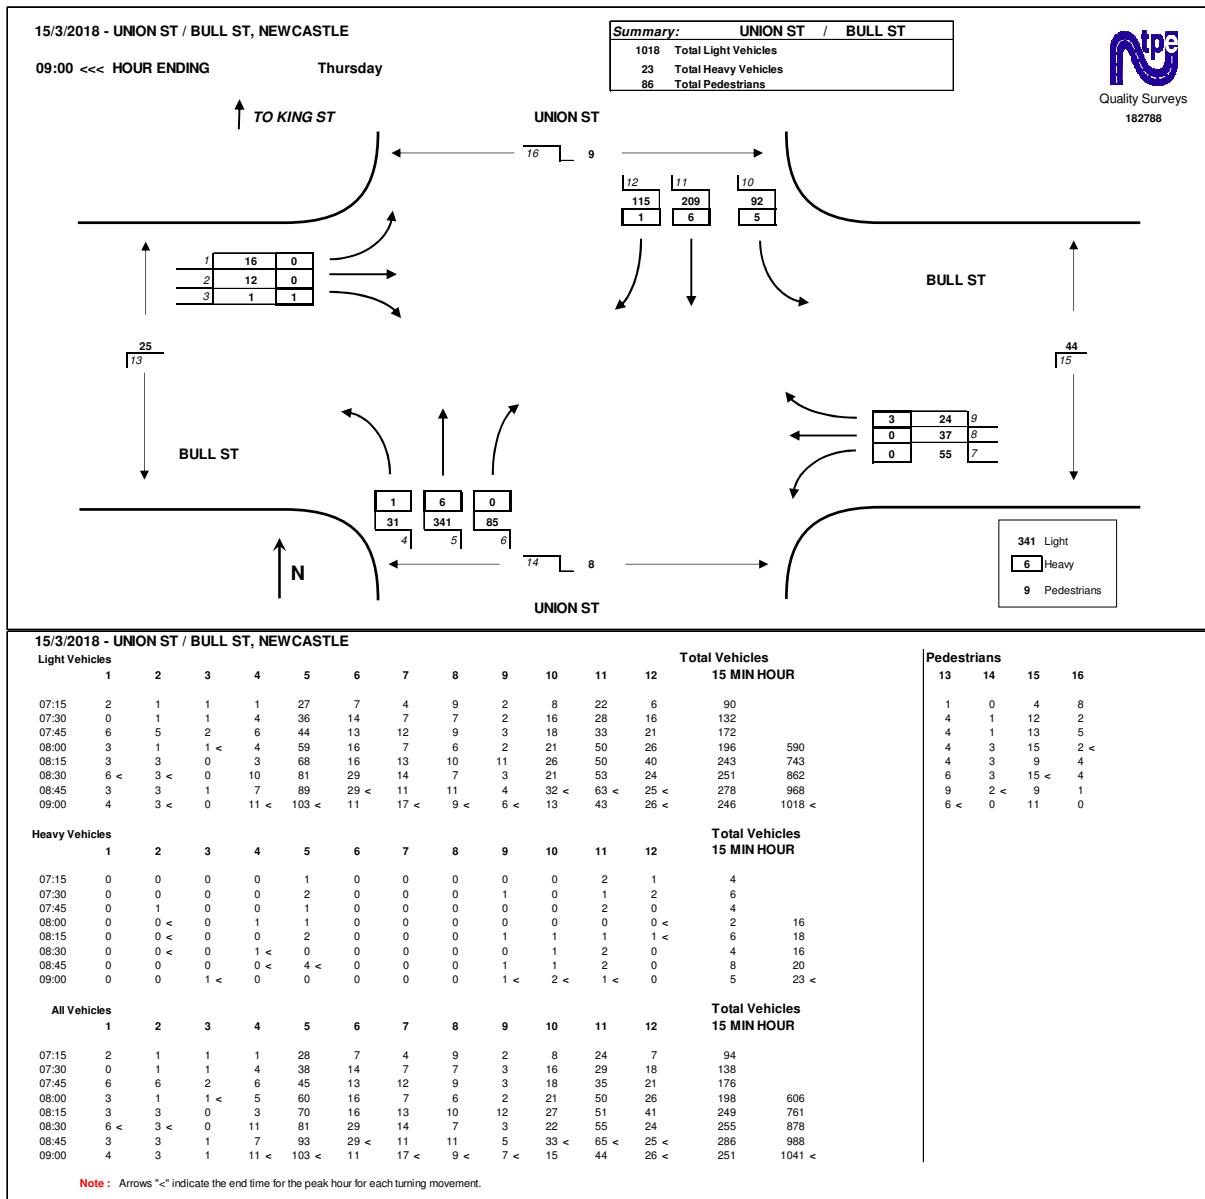 15/3/2018 - UNION ST / BULL ST, NEWCASTLE
Summary: UNION ST / BULL ST
1018 Total Light Vehicles
23 Total Heavy Vehicles
86 Total Pedestrians
tpe
Quality Surveys
182788
09:00 <<< HOUR ENDING Thursday
TO KING ST
UNION ST
16 9
12 11 10
115 209 92
1 6 5
1 16 0
2 12 0
3 1 1
BULL ST
25
13
44
15
3 24 9
0 37 8
0 55 7
BULL ST
1 6 0
31 341 85
4 5 6
N
14 8
UNION ST
341 Light
6 Heavy
9 Pedestrians
15/3/2018 - UNION ST / BULL ST, NEWCASTLE
Light Vehicles Total Vehicles Pedestrians
1 2 3 4 5 6 7 8 9 10 11 12 15 MIN HOUR 13 14 15 16
07:15 2 1 1 1 27 7 4 9 2 8 22 6 90 1 0 4 8
07:30 0 1 1 4 36 14 7 7 2 16 28 16 132 4 1 12 2
07:45 6 5 2 6 44 13 12 9 3 18 33 21 172 4 1 13 5
08:00 3 1 1 < 4 59 16 7 6 2 21 50 26 196 590 4 3 15 2 <
08:15 3 3 0 3 68 16 13 10 11 26 50 40 243 743 4 3 9 4
08:30 6 < 3 < 0 10 81 29 14 7 3 21 53 24 251 862 6 3 15 < 4
08:45 3 3 1 7 89 29 < 11 11 4 32 < 63 < 25 < 278 968 9 2 < 9 1
09:00 4 3 < 0 11 < 103 < 11 17 < 9 < 6 < 13 43 26 < 246 1018 < 6 < 0 11 0
Heavy Vehicles Total Vehicles
1 2 3 4 5 6 7 8 9 10 11 12 15 MIN HOUR
07:15 0 0 0 0 1 0 0 0 0 0 2 1 4
07:30 0 0 0 0 2 0 0 0 1 0 1 2 6
07:45 0 1 0 0 1 0 0 0 0 0 2 0 4
08:00 0 0 < 0 1 1 0 0 0 0 0 0 0 < 2 16
08:15 0 0 < 0 0 2 0 0 0 1 1 1 1 < 6 18
08:30 0 0 < 0 1 < 0 0 0 0 0 1 2 0 4 16
08:45 0 0 0 0 < 4 < 0 0 0 1 1 2 0 8 20
09:00 0 0 1 < 0 0 0 0 0 1 < 2 < 1 < 0 5 23 <
All Vehicles Total Vehicles
1 2 3 4 5 6 7 8 9 10 11 12 15 MIN HOUR
07:15 2 1 1 1 28 7 4 9 2 8 24 7 94
07:30 0 1 1 4 38 14 7 7 3 16 29 18 138
07:45 6 6 2 6 45 13 12 9 3 18 35 21 176
08:00 3 1 1 < 5 60 16 7 6 2 21 50 26 198 606
08:15 3 3 0 3 70 16 13 10 12 27 51 41 249 761
08:30 6 < 3 < 0 11 81 29 14 7 3 22 55 24 255 878
08:45 3 3 1 7 93 29 < 11 11 5 33 < 65 < 25 < 286 988
09:00 4 3 1 11 < 103 < 11 17 < 9 < 7 < 15 44 26 < 251 1041 <
Note : Arrows "<" indicate the end time for the peak hour for each turning movement.